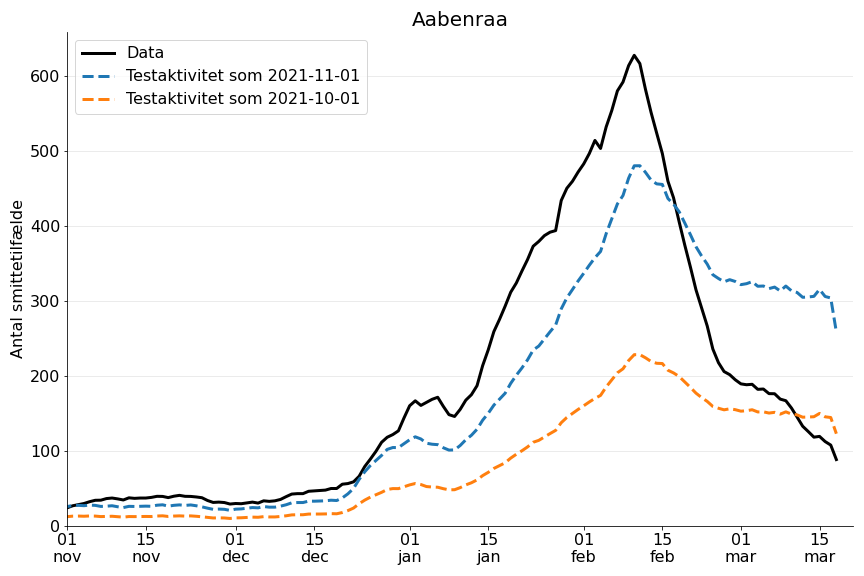 Aabenraa
Data
Testaktivitet som 2021-11-01
Testaktivitet som 2021-10-01
Antal smittetilfælde
600
500
400
300
200
100
0
01 nov
15 nov
01 dec
15 dec
01 jan
15 jan
01 feb
15 feb
01 mar
15 mar